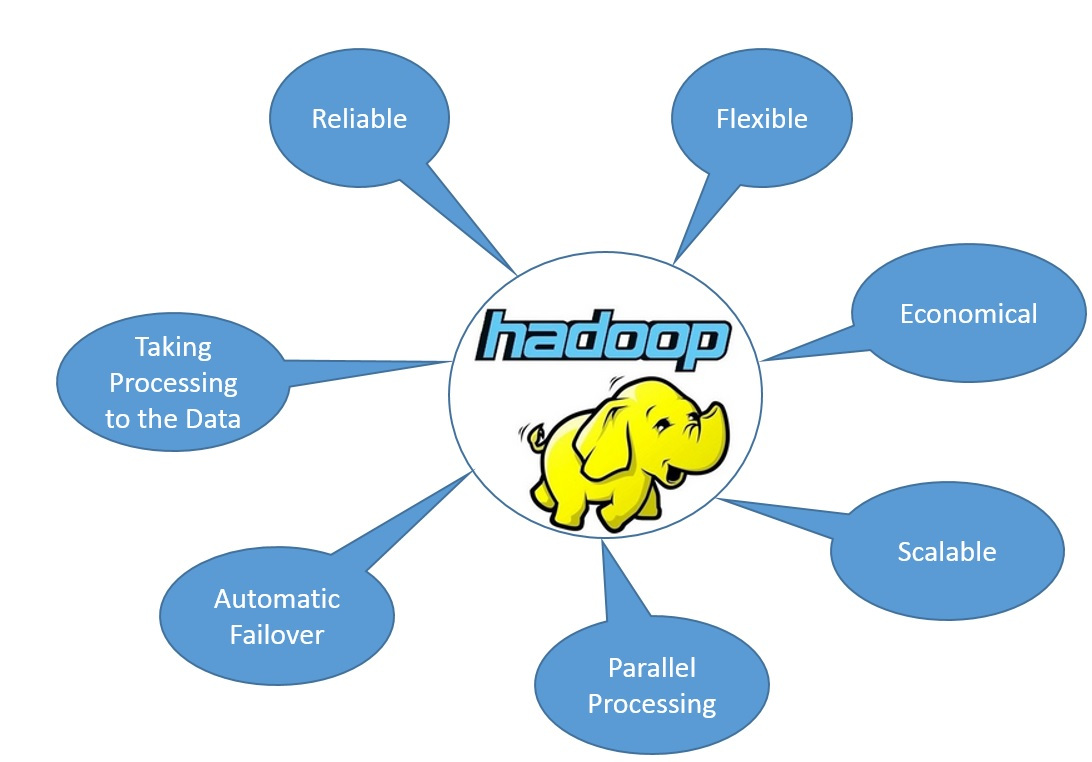 Reliable
Flexible
Economical
hadoop
Taking
Processing
to the Data
Scalable
Automatic
Failover
Parallel
Processing